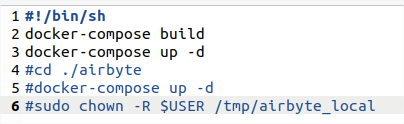 1 #!/bin/sh
2 docker-compose build
3 docker-compose up -d
4 #cd ./airbyte
5 #docker-compose up -d
6 #sudo chown -R $USER /tmp/airbyte_local